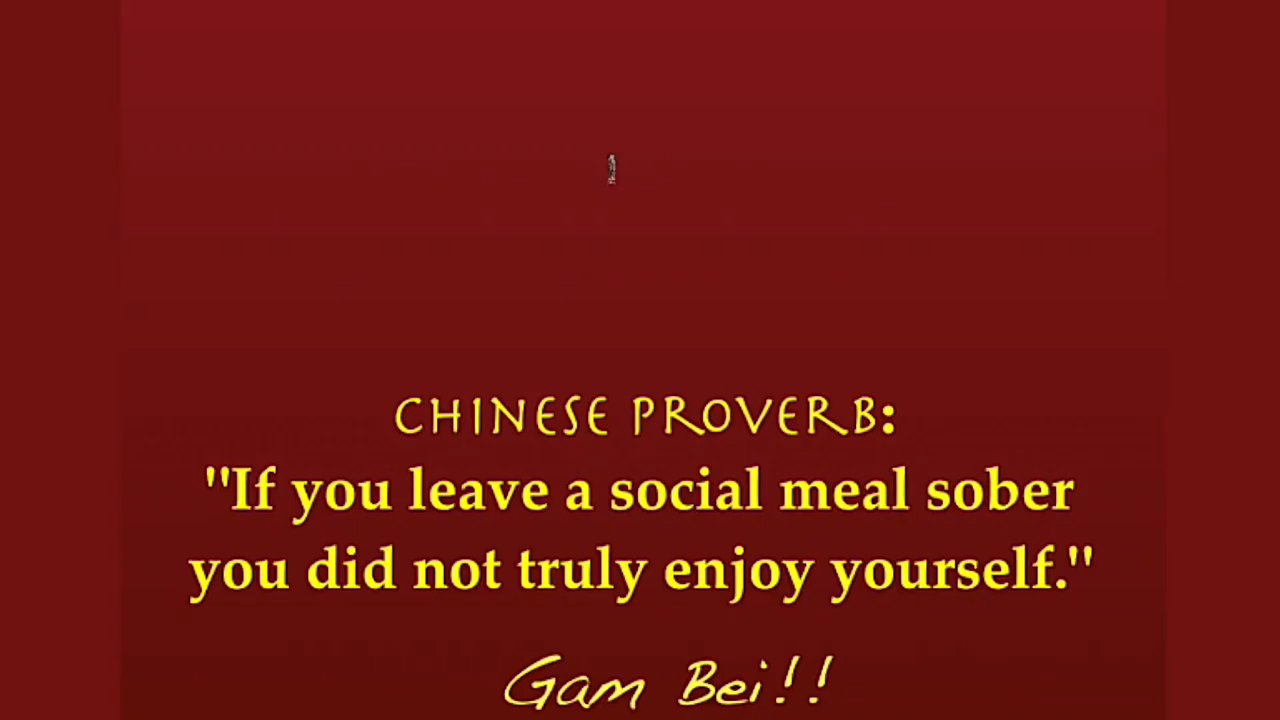 CHINESE PROVERB:
"If you leave a social meal sober
you did not truly enjoy yourself."
Gam Bei!!